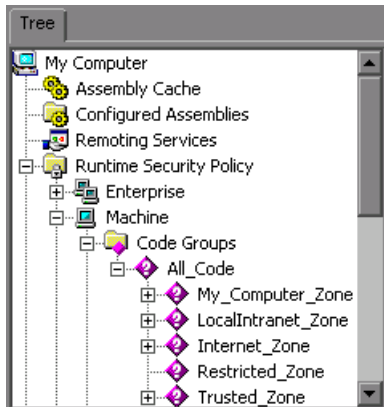 Tree
My Computer
Assembly Cache
Configured Assemblies
Remoting Services
Runtime Security Policy
Enterprise
Machine
Code Groups
All_Code
My_Computer_Zone
LocalIntranet_Zone
Internet_Zone
Restricted_Zone
Trusted_Zone